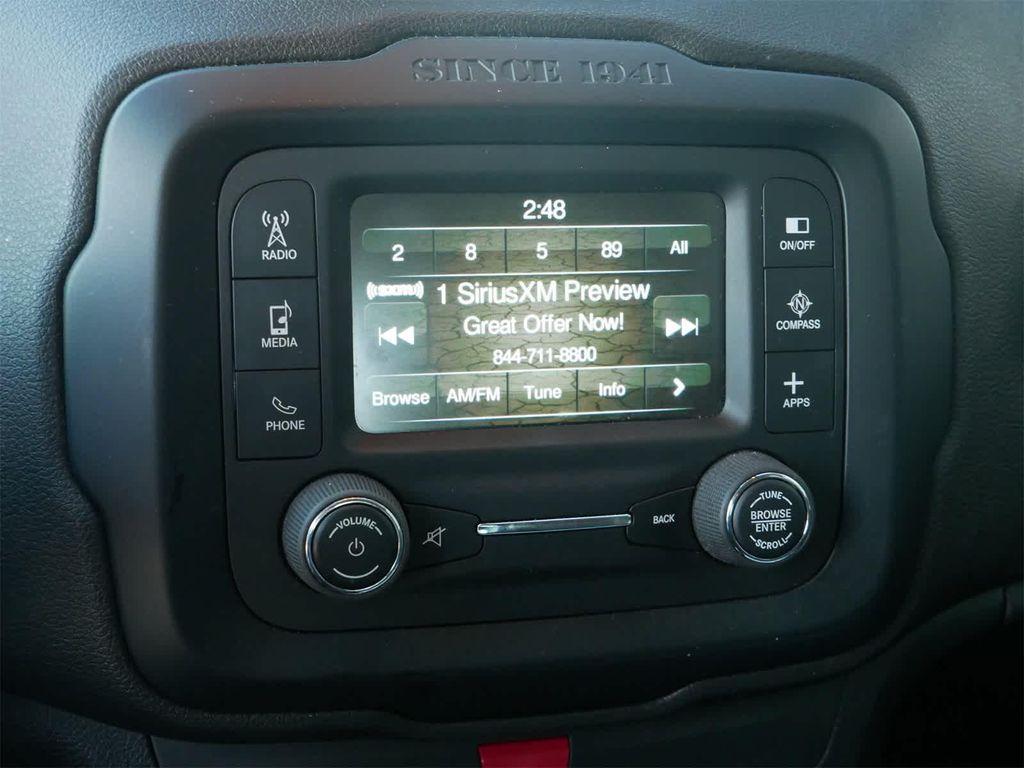 SINCE 1941
2:48
2 8 5 89 All
((SiriusXM)) 1 SiriusXM Preview
Great Offer Now!
844-711-8800
Browse AM/FM Tune Info
RADIO
MEDIA
PHONE
ON/OFF
N
COMPASS
APPS
VOLUME
BACK
TUNE
BROWSE
ENTER
SCROLL